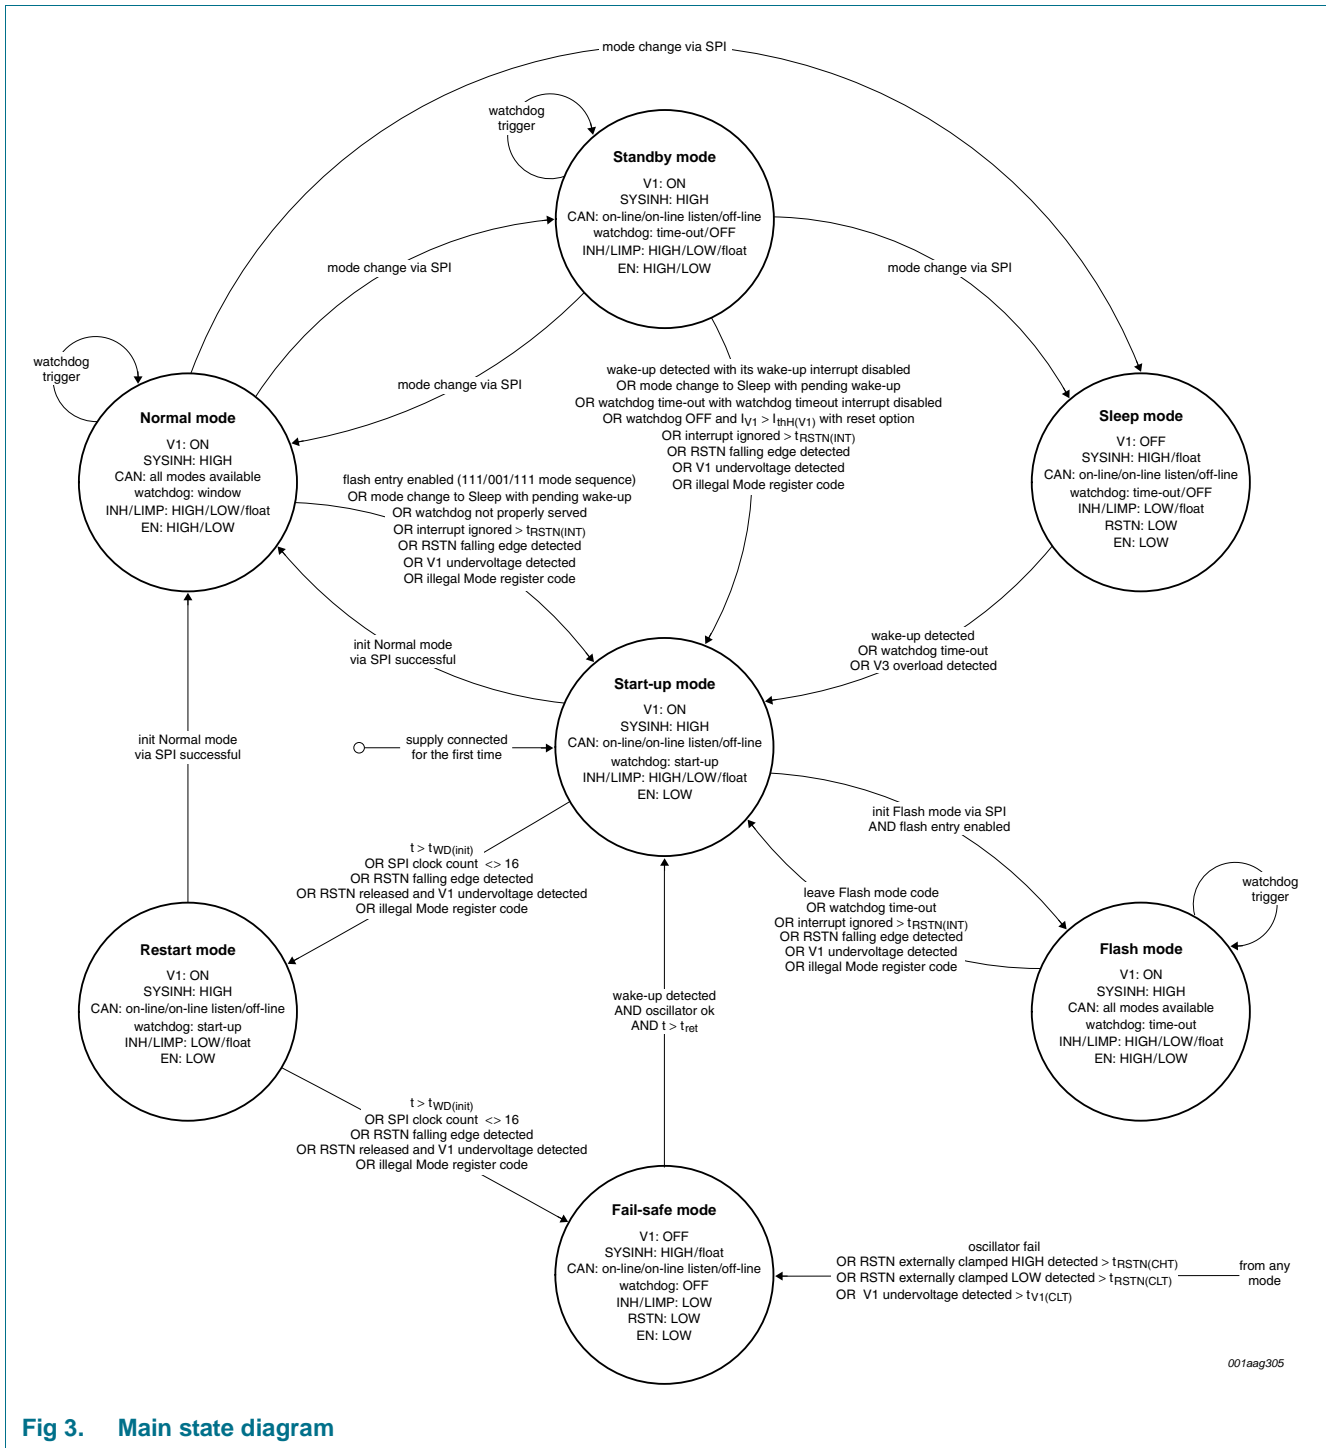 mode change via SPI
watchdog
trigger
Standby mode
V1: ON
SYSINH: HIGH
CAN: on-line/on-line listen/off-line
watchdog: time-out/OFF
INH/LIMP: HIGH/LOW/float
EN: HIGH/LOW
mode change via SPI
mode change via SPI
mode change via SPI
watchdog
trigger
Normal mode
V1: ON
SYSINH: HIGH
CAN: all modes available
watchdog: window
INH/LIMP: HIGH/LOW/float
EN: HIGH/LOW
wake-up detected with its wake-up interrupt disabled
OR mode change to Sleep with pending wake-up
OR watchdog time-out with watchdog timeout interrupt disabled
OR watchdog OFF and IV1 > IthH(V1) with reset option
OR interrupt ignored > tRSTN(INT)
OR RSTN falling edge detected
OR V1 undervoltage detected
OR illegal Mode register code
Sleep mode
V1: OFF
SYSINH: HIGH/float
CAN: on-line/on-line listen/off-line
watchdog: time-out/OFF
INH/LIMP: LOW/float
RSTN: LOW
EN: LOW
flash entry enabled (111/001/111 mode sequence)
OR mode change to Sleep with pending wake-up
OR watchdog not properly served
OR interrupt ignored > tRSTN(INT)
OR RSTN falling edge detected
OR V1 undervoltage detected
OR illegal Mode register code
init Normal mode
via SPI successful
wake-up detected
OR watchdog time-out
OR V3 overload detected
Start-up mode
V1: ON
SYSINH: HIGH
CAN: on-line/on-line listen/off-line
watchdog: start-up
INH/LIMP: HIGH/LOW/float
EN: LOW
supply connected
for the first time
init Normal mode
via SPI successful
init Flash mode via SPI
AND flash entry enabled
t > tWD(init)
OR SPI clock count <> 16
OR RSTN falling edge detected
OR RSTN released and V1 undervoltage detected
OR illegal Mode register code
leave Flash mode code
OR watchdog time-out
OR interrupt ignored > tRSTN(INT)
OR RSTN falling edge detected
OR V1 undervoltage detected
OR illegal Mode register code
watchdog
trigger
Restart mode
V1: ON
SYSINH: HIGH
CAN: on-line/on-line listen/off-line
watchdog: start-up
INH/LIMP: LOW/float
EN: LOW
Flash mode
V1: ON
SYSINH: HIGH
CAN: all modes available
watchdog: time-out
INH/LIMP: HIGH/LOW/float
EN: HIGH/LOW
wake-up detected
AND oscillator ok
AND t > tret
t > tWD(init)
OR SPI clock count <> 16
OR RSTN falling edge detected
OR RSTN released and V1 undervoltage detected
OR illegal Mode register code
Fail-safe mode
V1: OFF
SYSINH: HIGH/float
CAN: on-line/on-line listen/off-line
watchdog: OFF
INH/LIMP: LOW
RSTN: LOW
EN: LOW
oscillator fail
OR RSTN externally clamped HIGH detected > tRSTN(CHT)
OR RSTN externally clamped LOW detected > tRSTN(CLT)
OR V1 undervoltage detected > tV1(CLT)
from any
mode
001aag305
Fig 3. Main state diagram